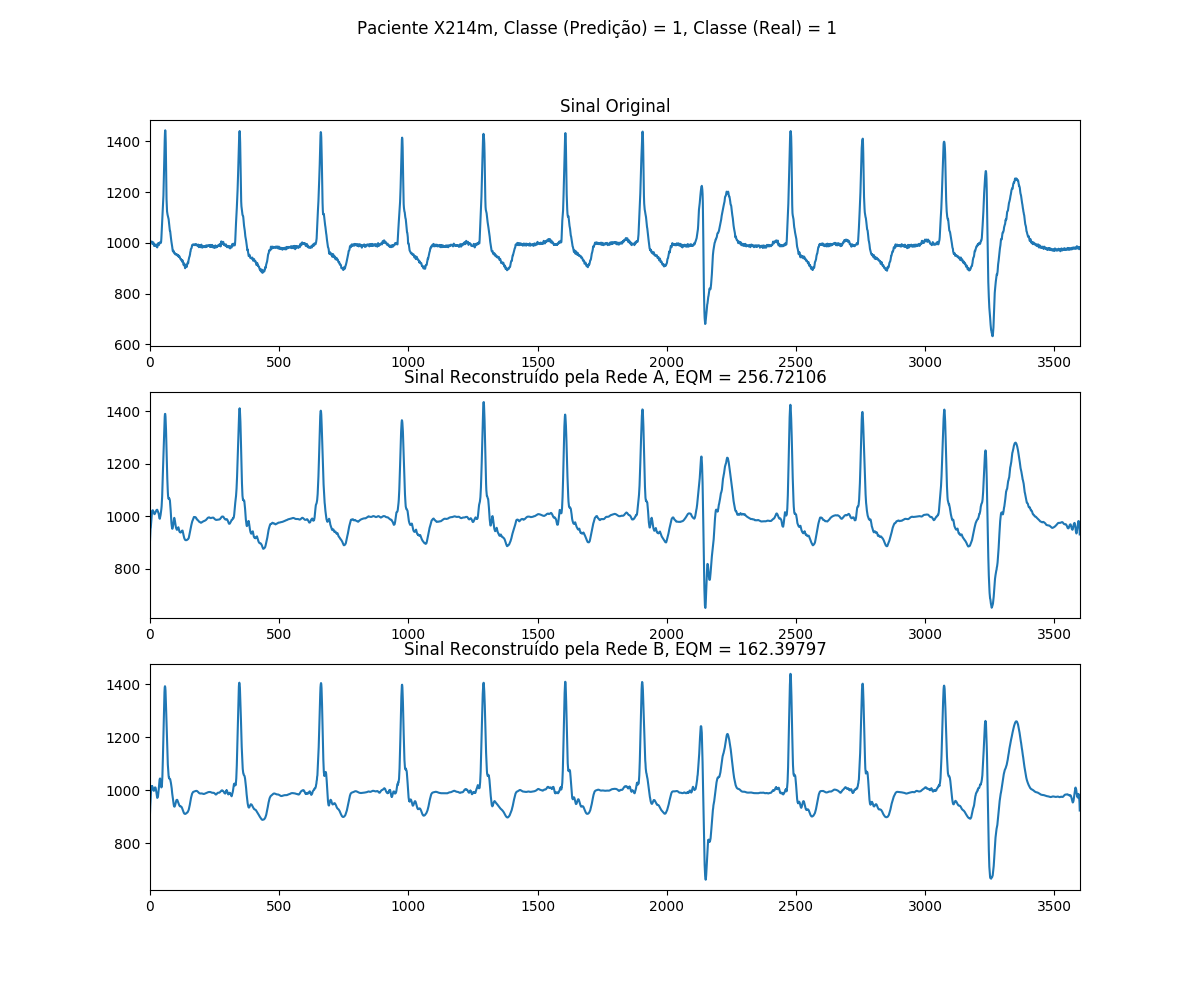 Paciente X214m, Classe (Predição) = 1, Classe (Real) = 1
Sinal Original
1400
1200
1000
800
600
0 500 1000 1500 2000 2500 3000 3500
Sinal Reconstruído pela Rede A, EQM = 256.72106
1400
1200
1000
800
0 500 1000 1500 2000 2500 3000 3500
Sinal Reconstruído pela Rede B, EQM = 162.39797
1400
1200
1000
800
0 500 1000 1500 2000 2500 3000 3500